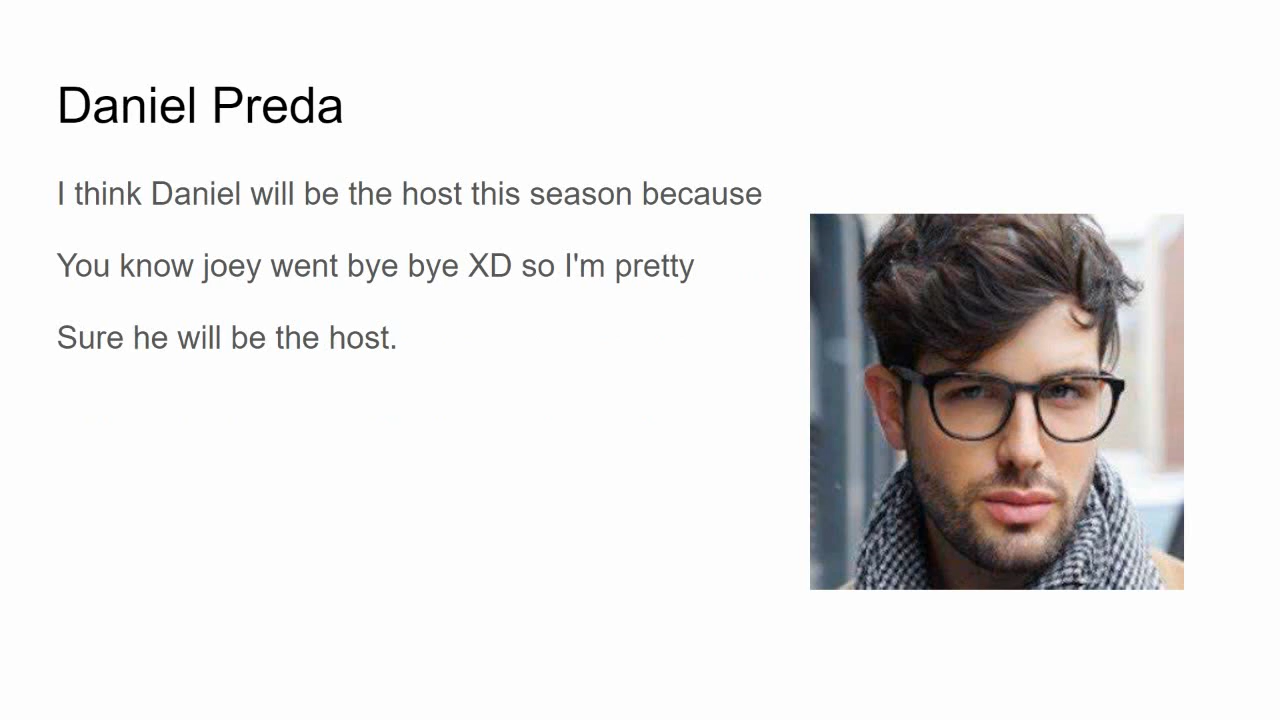 Daniel Preda
I think Daniel will be the host this season because
You know joey went bye bye XD so I'm pretty
Sure he will be the host.